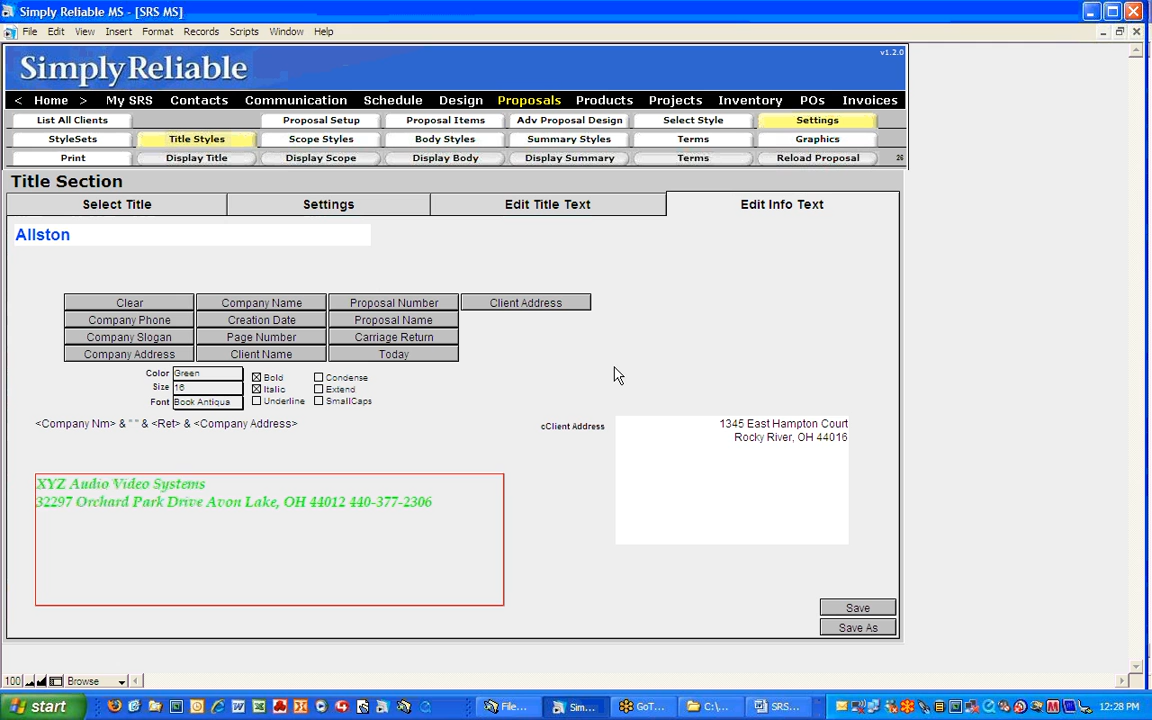 Simply Reliable MS - [SRS MS]
File Edit View Insert Format Records Scripts Window Help
SimplyReliable
v1.2.0
< Home > My SRS Contacts Communication Schedule Design Proposals Products Projects Inventory POs Invoices
List All Clients Proposal Setup Proposal Items Adv Proposal Design Select Style Settings
StyleSets Title Styles Scope Styles Body Styles Summary Styles Terms Graphics
Print Display Title Display Scope Display Body Display Summary Terms Reload Proposal 26
Title Section
Select Title Settings Edit Title Text Edit Info Text
Allston
Clear Company Name Proposal Number Client Address
Company Phone Creation Date Proposal Name
Company Slogan Page Number Carriage Return
Company Address Client Name Today
Color Green Bold Condense
Size 16 Italic Extend
Font Book Antiqua Underline SmallCaps
<Company Nm> & " " & <Ret> & <Company Address>
cClient Address
1345 East Hampton Court
Rocky River, OH 44016
XYZ Audio Video Systems
32297 Orchard Park Drive Avon Lake, OH 44012 440-377-2306
Save
Save As
100 Browse
start File... Sim... GoT... C:\... SRS... 12:28 PM